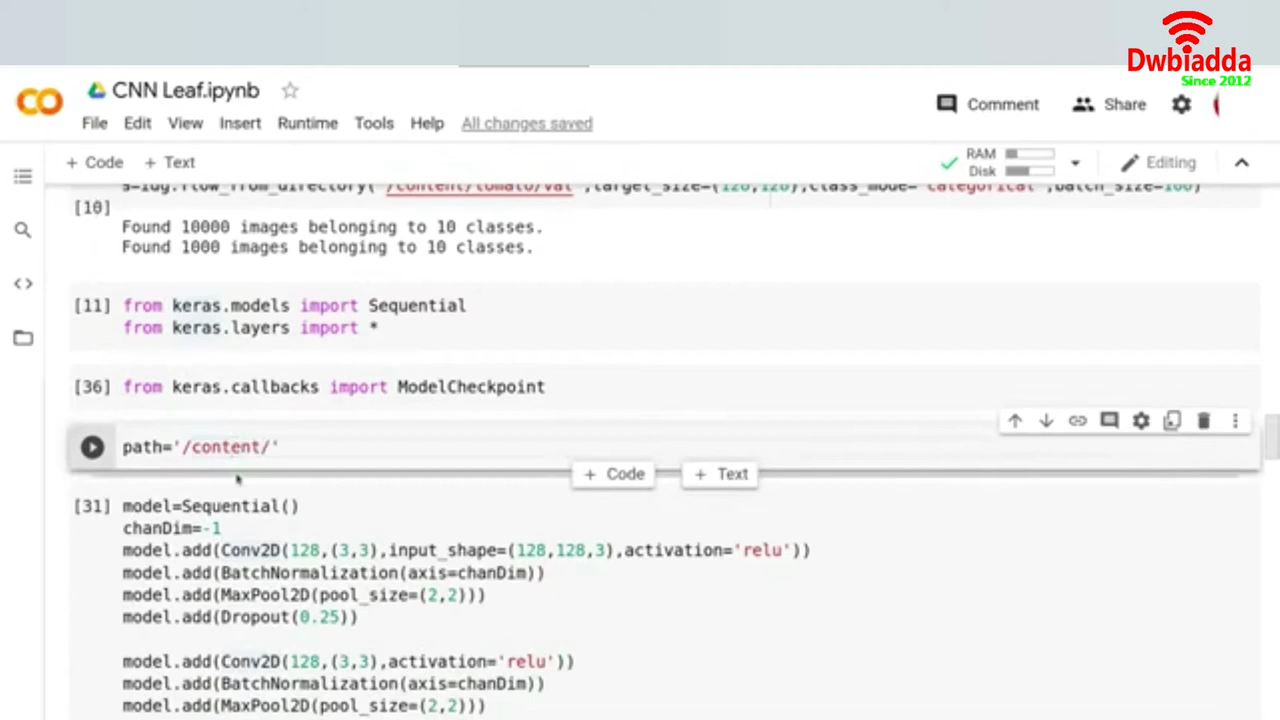 Dwbiadda
Since 2012
CNN Leaf.ipynb
Comment
Share
File Edit View Insert Runtime Tools Help All changes saved
+ Code + Text
RAM
Disk
Editing
s=idg.flow_from_directory("/content/tomato/val",target_size=(128,128),class_mode="categorical",batch_size=100)
[10]
Found 10000 images belonging to 10 classes.
Found 1000 images belonging to 10 classes.
[11] from keras.models import Sequential
from keras.layers import *
[36] from keras.callbacks import ModelCheckpoint
path='/content/'
+ Code + Text
[31] model=Sequential()
chanDim=-1
model.add(Conv2D(128,(3,3),input_shape=(128,128,3),activation='relu'))
model.add(BatchNormalization(axis=chanDim))
model.add(MaxPool2D(pool_size=(2,2)))
model.add(Dropout(0.25))
model.add(Conv2D(128,(3,3),activation='relu'))
model.add(BatchNormalization(axis=chanDim))
model.add(MaxPool2D(pool_size=(2,2)))